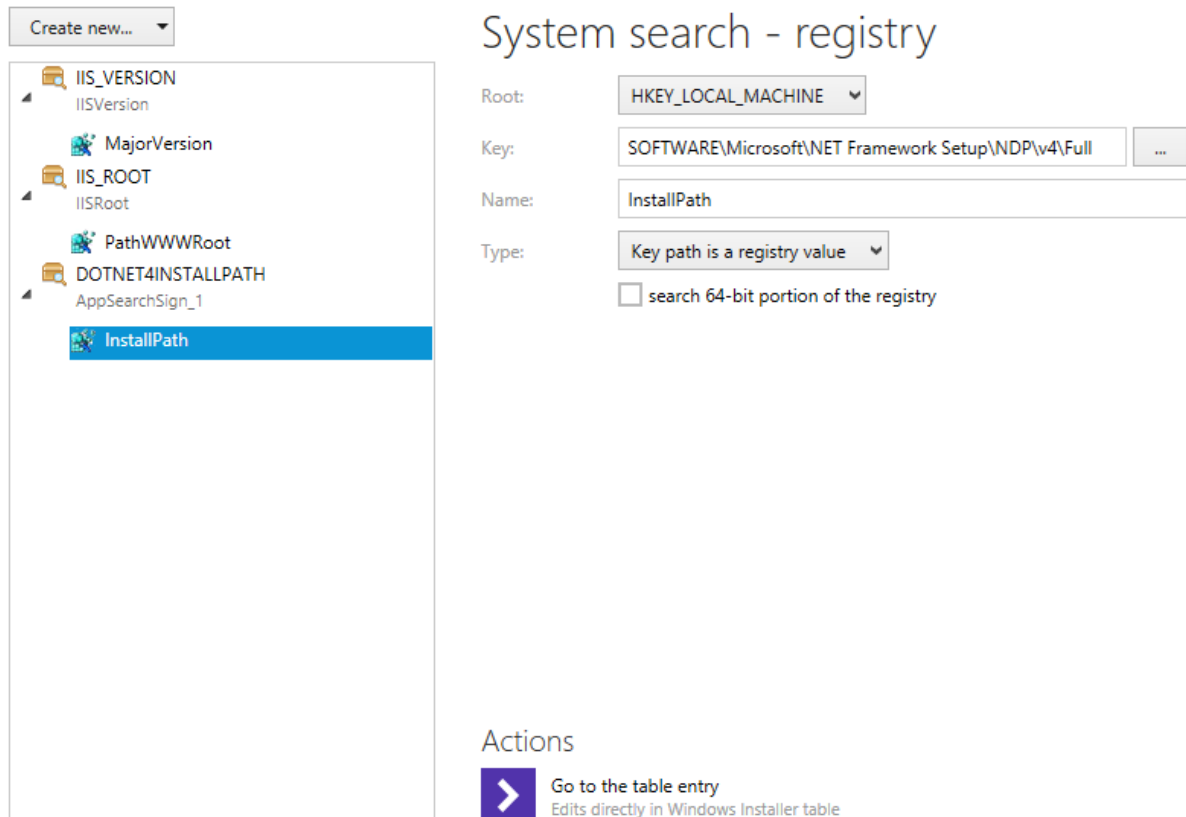 Create new...
IIS_VERSION
IISVersion
MajorVersion
IIS_ROOT
IISRoot
PathWWWRoot
DOTNET4INSTALLPATH
AppSearchSign_1
InstallPath
System search - registry
Root:
HKEY_LOCAL_MACHINE
Key:
SOFTWARE\Microsoft\NET Framework Setup\NDP\v4\Full
...
Name:
InstallPath
Type:
Key path is a registry value
search 64-bit portion of the registry
Actions
Go to the table entry
Edits directly in Windows Installer table